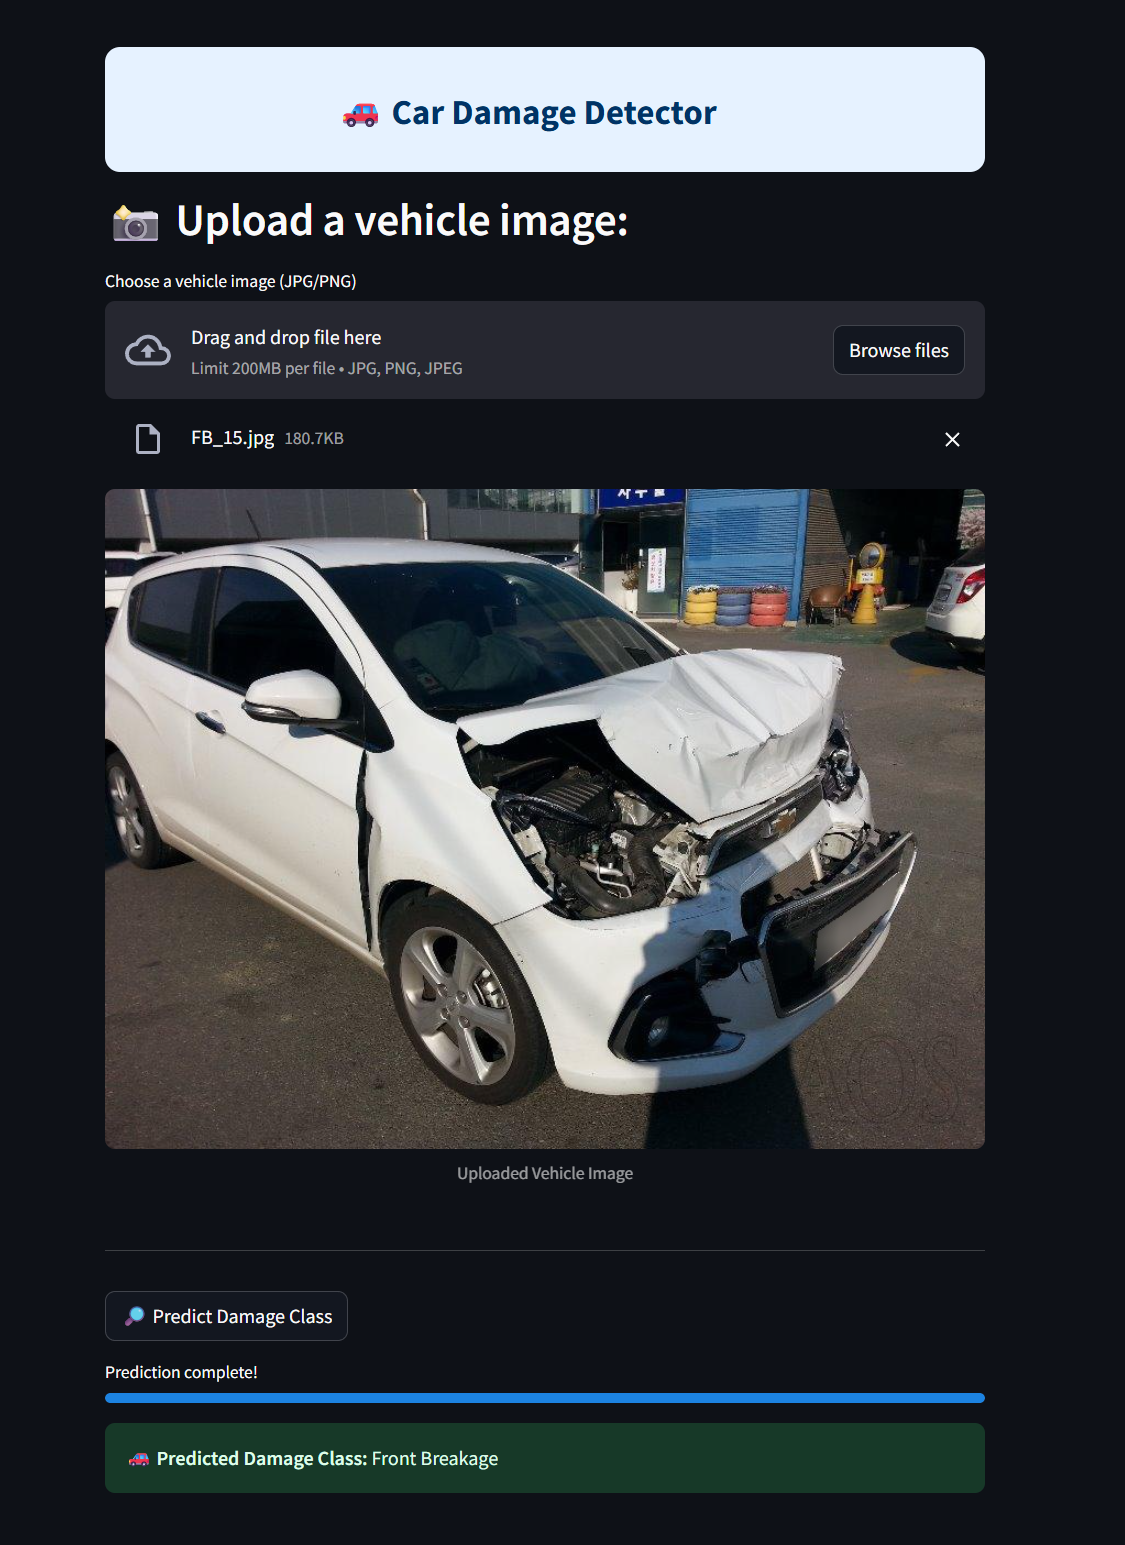 Car Damage Detector
Upload a vehicle image:
Choose a vehicle image (JPG/PNG)
Drag and drop file here
Limit 200MB per file • JPG, PNG, JPEG
Browse files
FB_15.jpg 180.7KB
AOS
Uploaded Vehicle Image
Predict Damage Class
Prediction complete!
Predicted Damage Class: Front Breakage